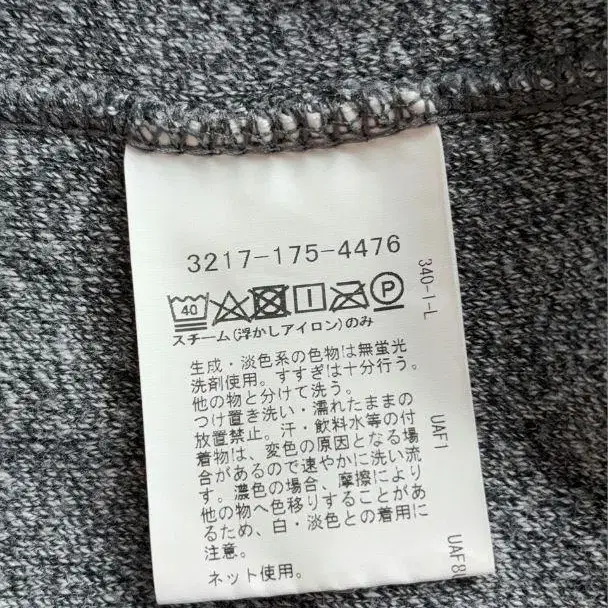 3217-175-4476
40 P
スチーム(浮かしアイロン)のみ
生成・淡色系の色物は無蛍光
洗剤使用。すすぎは十分行う。
他の物と分けて洗う。
つけ置き洗い・濡れたままの
放置禁止。汗・飲料水等の付
着物は、変色の原因となる場
合があるので速やかに洗い流
す。濃色の場合、摩擦により
他の物へ色移りすることがあ
るため、白・淡色との着用に
注意。
ネット使用。
340-I-L
UAF1